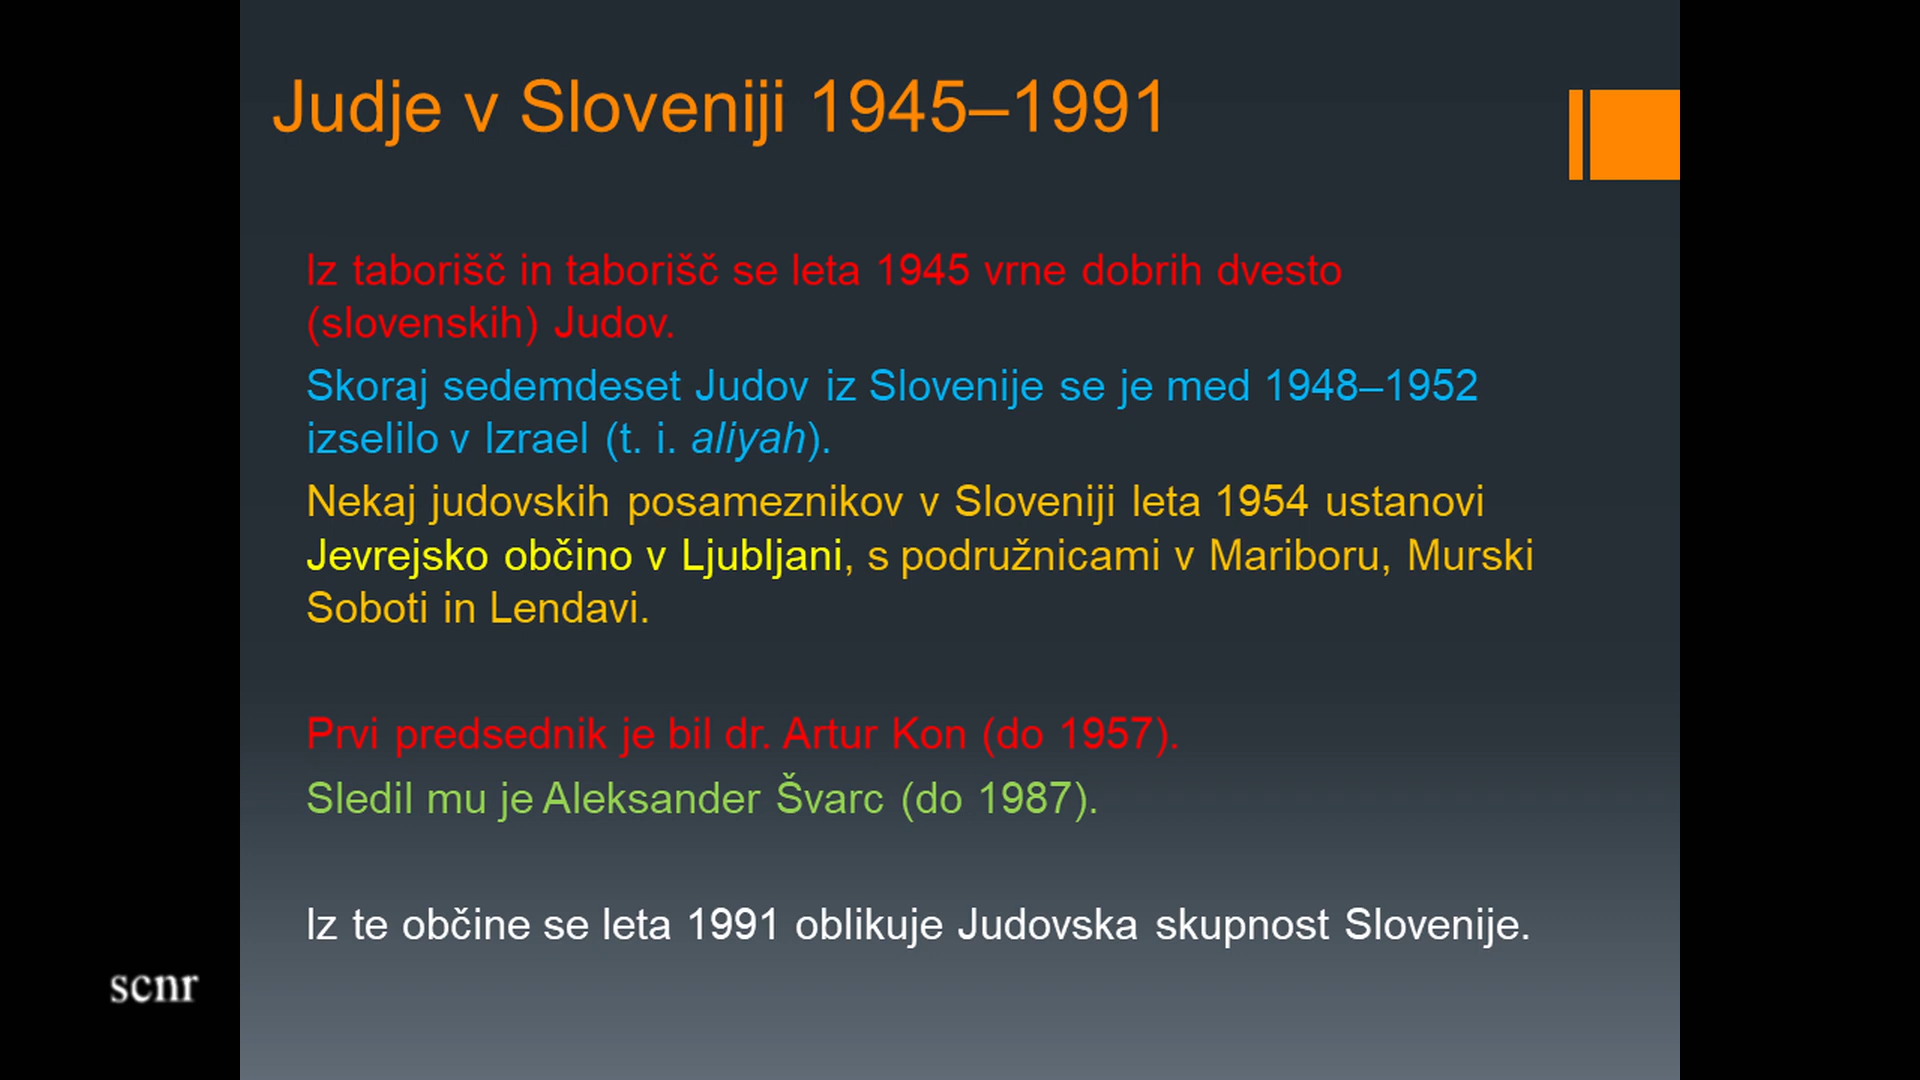 Judje v Sloveniji 1945–1991
Iz taborišč in taborišč se leta 1945 vrne dobrih dvesto
(slovenskih) Judov.
Skoraj sedemdeset Judov iz Slovenije se je med 1948–1952
izselilo v Izrael (t. i. aliyah).
Nekaj judovskih posameznikov v Sloveniji leta 1954 ustanovi
Jevrejsko občino v Ljubljani, s podružnicami v Mariboru, Murski
Soboti in Lendavi.
Prvi predsednik je bil dr. Artur Kon (do 1957).
Sledil mu je Aleksander Švarc (do 1987).
Iz te občine se leta 1991 oblikuje Judovska skupnost Slovenije.
scnr